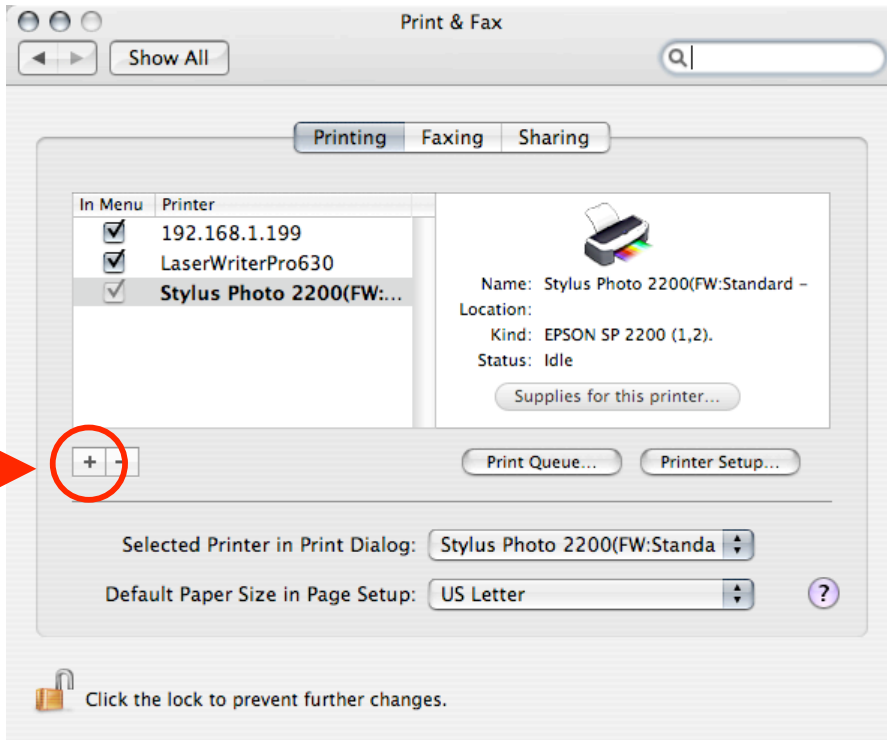 Print & Fax
Show All
Printing Faxing Sharing
In Menu Printer
192.168.1.199
LaserWriterPro630
Stylus Photo 2200(FW:...
Name: Stylus Photo 2200(FW:Standard –
Location:
Kind: EPSON SP 2200 (1,2).
Status: Idle
Supplies for this printer...
+ –
Print Queue... Printer Setup...
Selected Printer in Print Dialog: Stylus Photo 2200(FW:Standa
Default Paper Size in Page Setup: US Letter ?
Click the lock to prevent further changes.